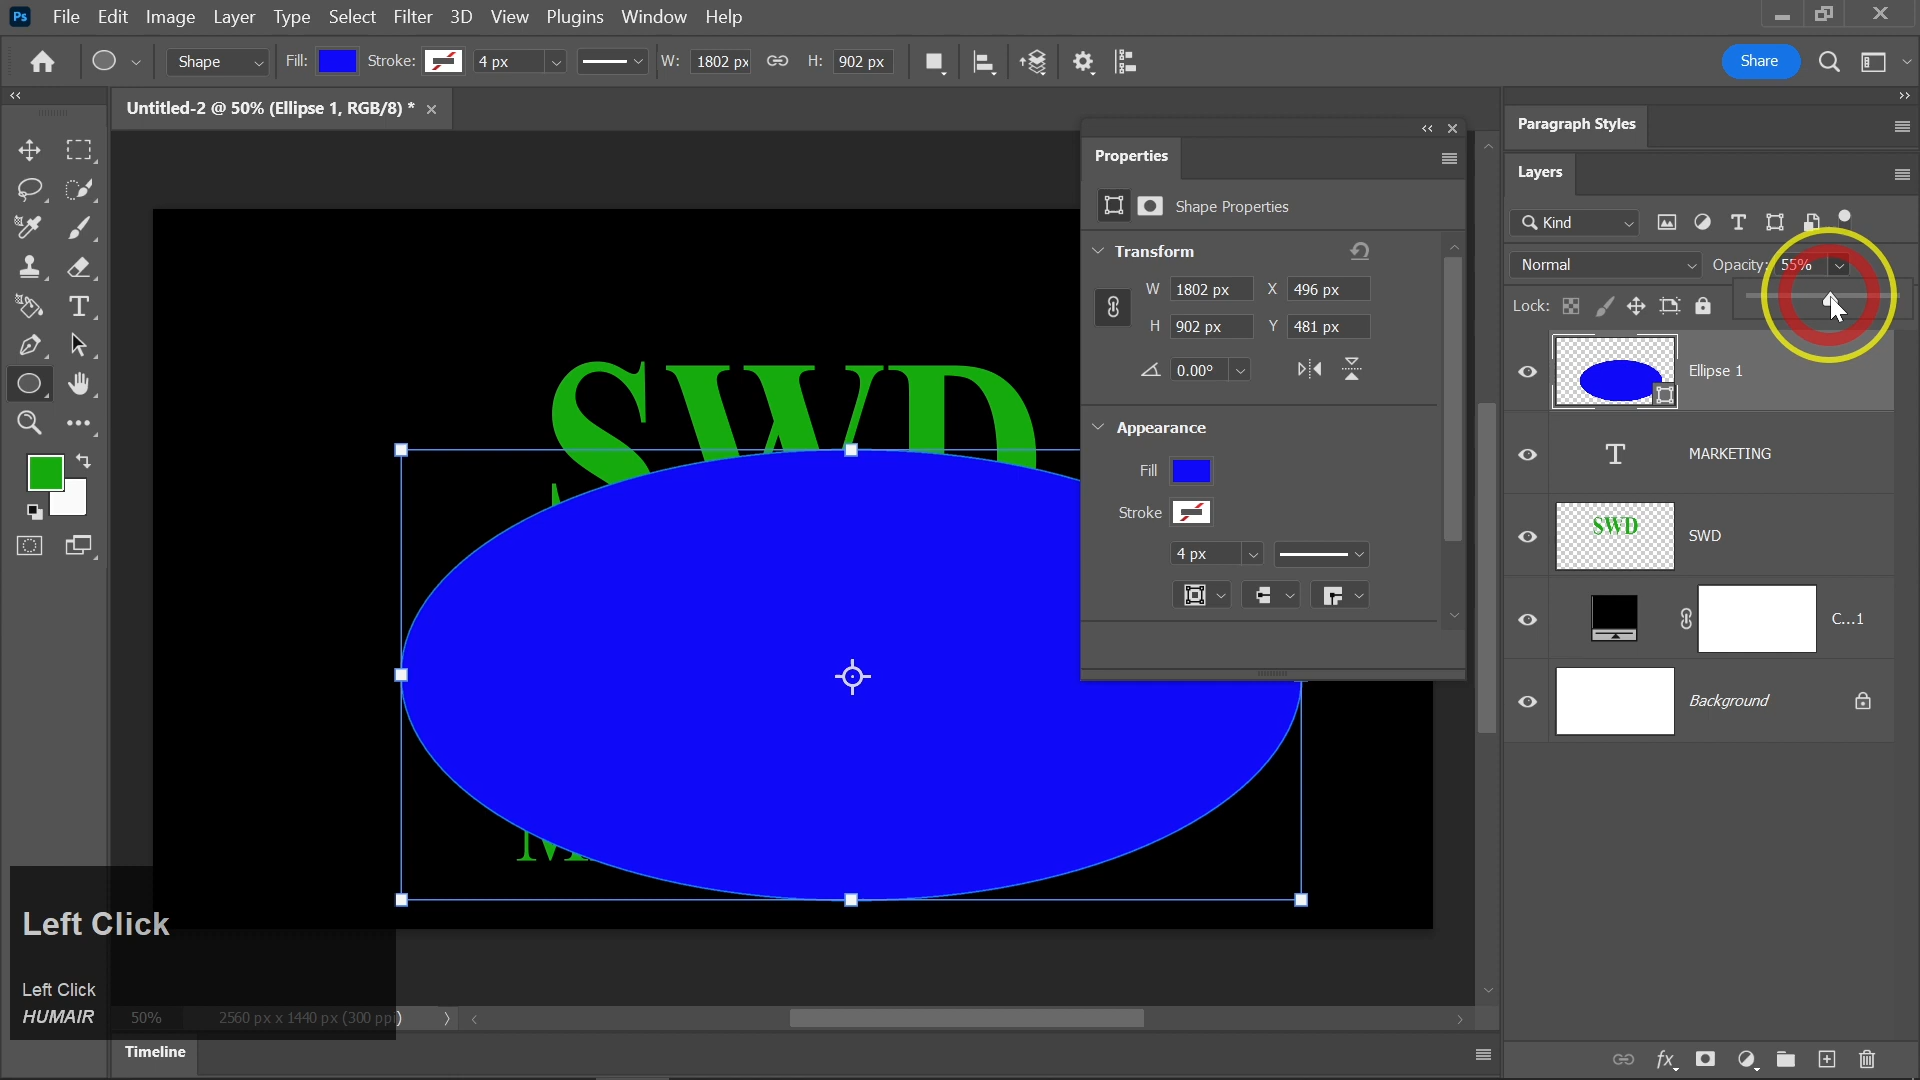 Ps File Edit Image Layer Type Select Filter 3D View Plugins Window Help
Shape Fill: Stroke: 4 px W: 1802 px H: 902 px Share
Untitled-2 @ 50% (Ellipse 1, RGB/8) *
Properties
Shape Properties
Transform
W 1802 px X 496 px
H 902 px Y 481 px
0.00°
Appearance
Fill
Stroke
4 px
SWD
Paragraph Styles
Layers
Kind
Normal Opacity: 55%
Lock:
Ellipse 1
T MARKETING
SWD SWD
C...1
Background
Left Click
Left Click
HUMAIR
50% 2560 px x 1440 px (300 ppi)
Timeline